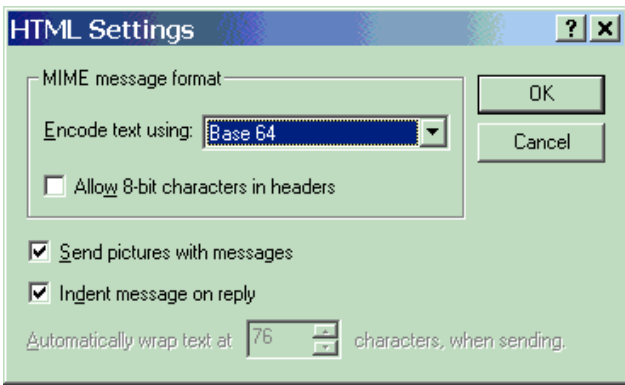 HTML Settings
MIME message format
Encode text using: Base 64
Allow 8-bit characters in headers
OK
Cancel
Send pictures with messages
Indent message on reply
Automatically wrap text at 76 characters, when sending.